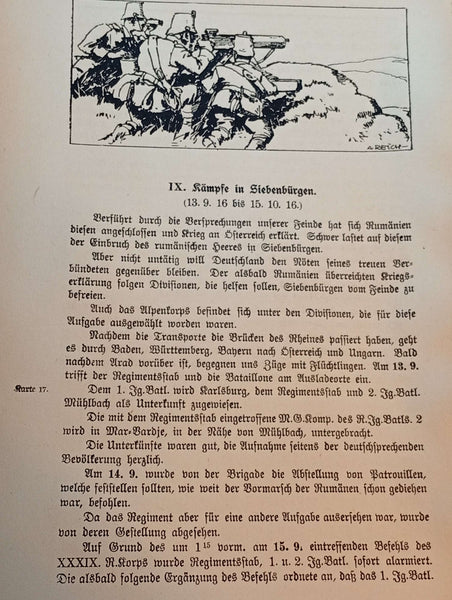 A. REICH
IX. Kämpfe in Siebenbürgen.
(13. 9. 16 bis 15. 10. 16.)
Verführt durch die Versprechungen unserer Feinde hat sich Rumänien
diesen angeschlossen und Krieg an Österreich erklärt. Schwer lastet auf diesem
der Einbruch des rumänischen Heeres in Siebenbürgen.
Aber nicht untätig will Deutschland den Nöten seines treuen Ver-
bündeten gegenüber bleiben. Der alsbald Rumänien überreichten Kriegs-
erklärung folgen Divisionen, die helfen sollen, Siebenbürgen vom Feinde zu
befreien.
Auch das Alpenkorps befindet sich unter den Divisionen, die für diese
Aufgabe ausgewählt worden waren.
Nachdem die Transporte die Brücken des Rheines passiert haben, geht
es durch Baden, Württemberg, Bayern nach Österreich und Ungarn. Bald
nachdem Arad vorüber ist, begegnen uns Züge mit Flüchtlingen. Am 13. 9.
trifft der Regimentsstab und die Bataillone am Ausladeorte ein.
Karte 17.
Dem 1. Jg.Batl. wird Karlsburg, dem Regimentsstab und 2. Jg.Batl.
Mühlbach als Unterkunft zugewiesen.
Die mit dem Regimentsstab eingetroffene M.G.Komp. des R.Jg.Batls. 2
wird in Mar-Bardje, in der Nähe von Mühlbach, untergebracht.
Die Unterkünfte waren gut, die Aufnahme seitens der deutschsprechenden
Bevölkerung herzlich.
Am 14. 9. wurde von der Brigade die Abstellung von Patrouillen,
welche feststellen sollten, wie weit der Vormarsch der Rumänen schon gediehen
war, befohlen.
Da das Regiment aber für eine andere Aufgabe ausersehen war, wurde
von deren Gestellung abgesehen.
Auf Grund des um 1¹⁵ vorm. am 15. 9. eintreffenden Befehls des
XXXIX. R.Korps wurde Regimentsstab, 1. u. 2. Jg.Batl. sofort alarmiert.
Die alsbald folgende Ergänzung des Befehls ordnete an, daß das 1. Jg.Batl.